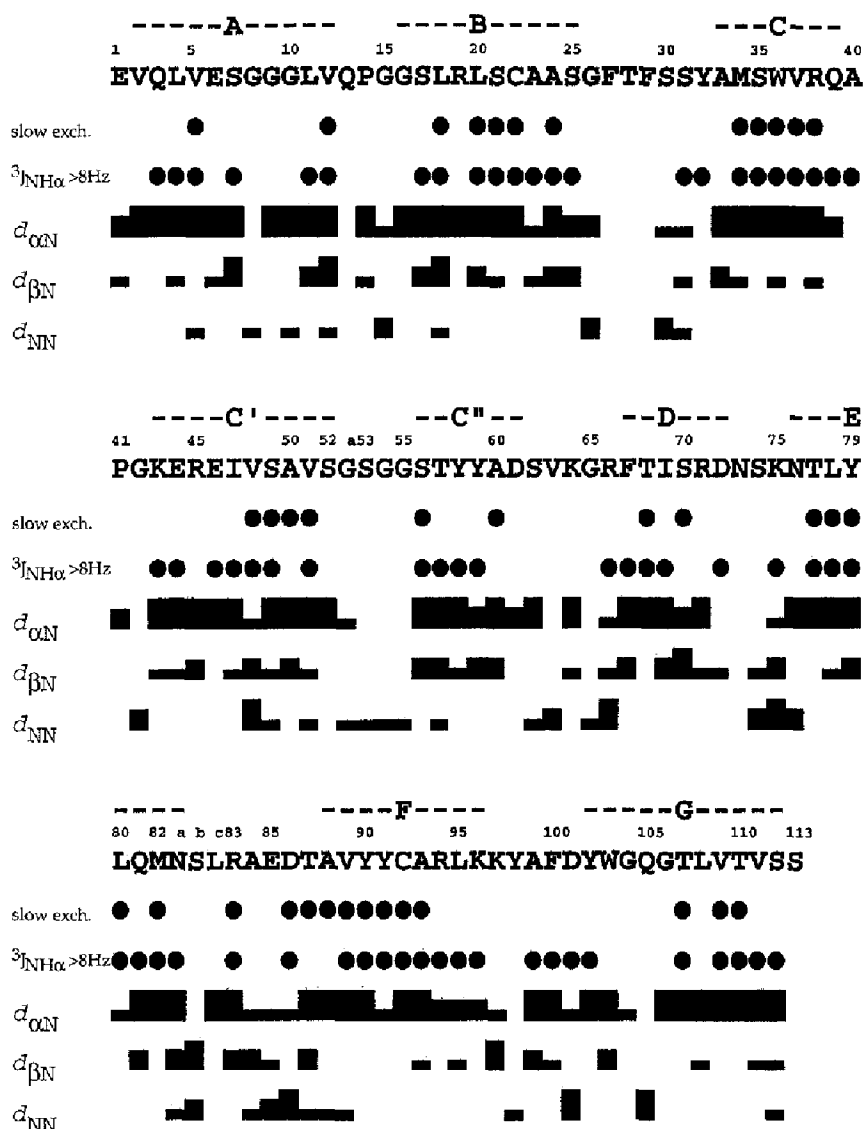 -----A----- -----B----- ---C---
1 5 10 15 20 25 30 35 40
EVQLVESGGGLVQPGGSLRLSCAASGFTFSSYAMSWVRQA
slow exch.
³JNHα >8Hz
dαN
dβN
dNN
----C'---- ----C"---- ---D--- ---E
41 45 50 52 a53 55 60 65 70 75 79
PGKEREIVSAVSGSGGSTYYADSVKGRFTISRDNSKNTLY
slow exch.
³JNHα >8Hz
dαN
dβN
dNN
---- ----F---- -----G-----
80 82 a b c83 85 90 95 100 105 110 113
LQMNSLRAEDTAVYYCARLKKYAFDYWGQGTLVTVSS
slow exch.
³JNHα >8Hz
dαN
dβN
dNN